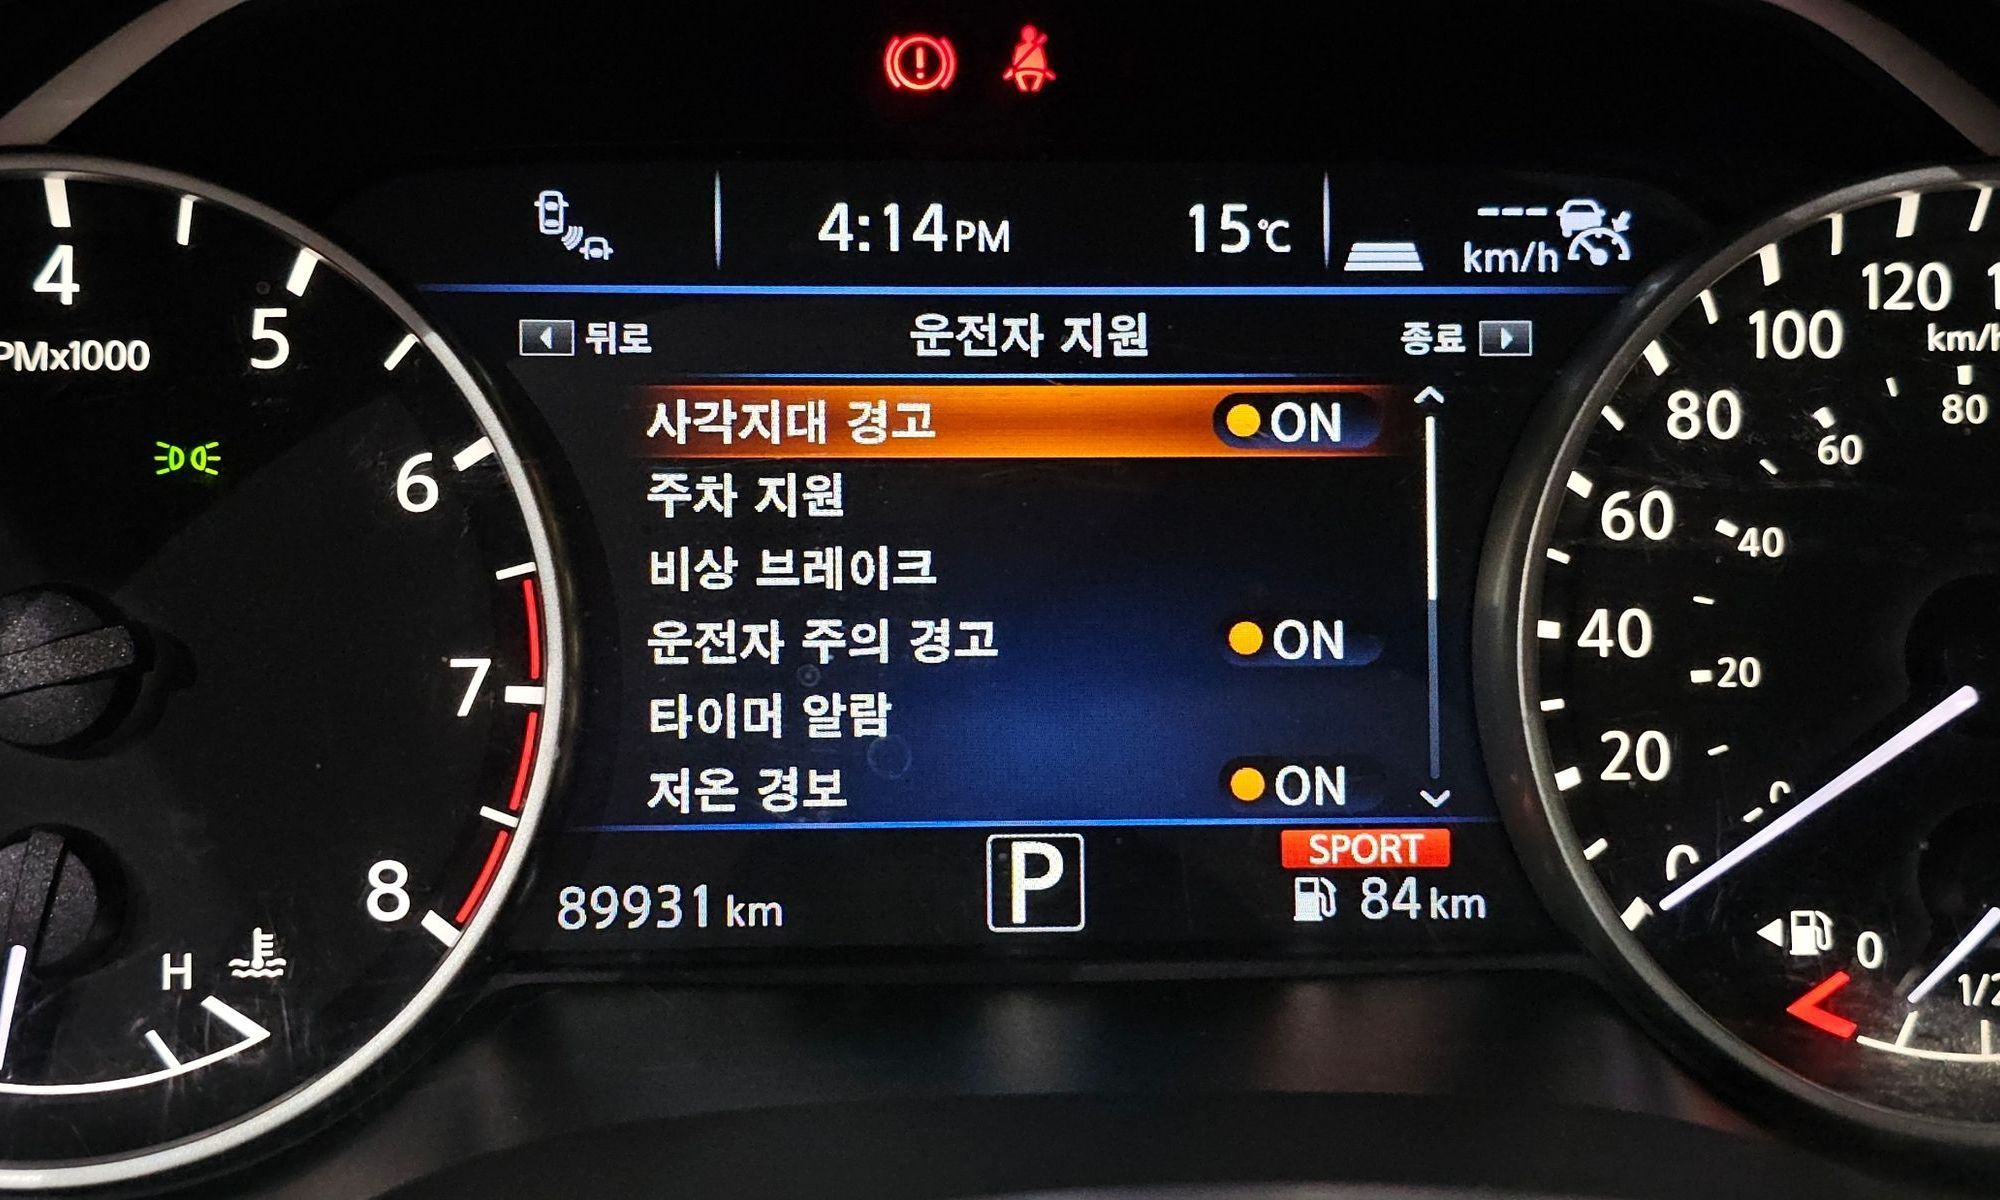 4:14PM
15℃
---
km/h
뒤로
운전자 지원
종료
사각지대 경고 ON
주차 지원
비상 브레이크
운전자 주의 경고 ON
타이머 알람
저온 경보 ON
89931 km
P
SPORT
84 km
4
5
6
7
8
PMx1000
H
120
100
80
60
40
20
0
km/h
80
60
40
20
0
0
1/2